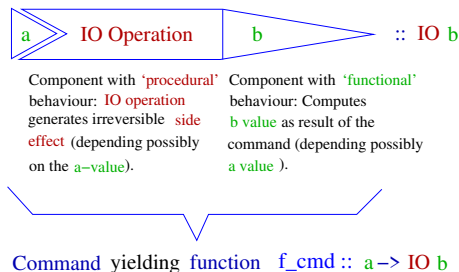 a IO Operation b :: IO b
Component with ‘procedural’
behaviour: IO operation
generates irreversible side
effect (depending possibly
on the a−value).
Component with ‘functional’
behaviour: Computes
b value as result of the
command (depending possibly
a value ).
Command yielding function f_cmd :: a −> IO b